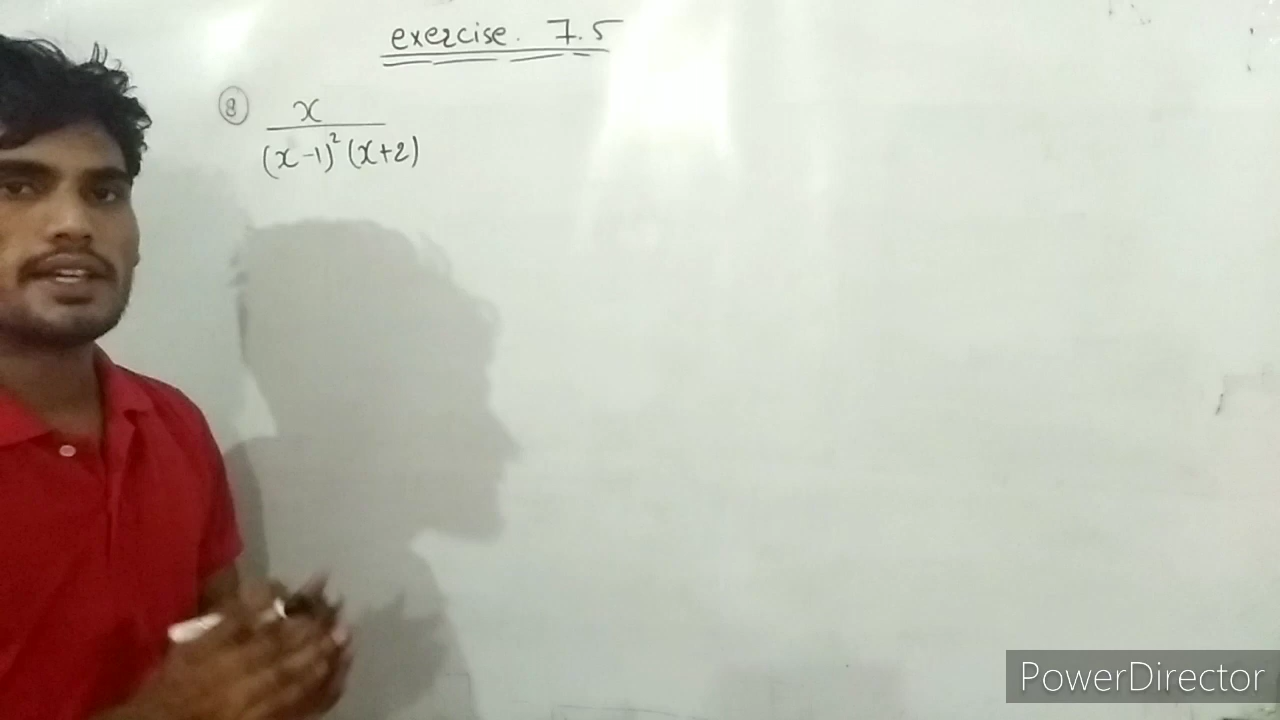 exercise. 7.5
⑧ x
(x-1)² (x+2)
PowerDirector